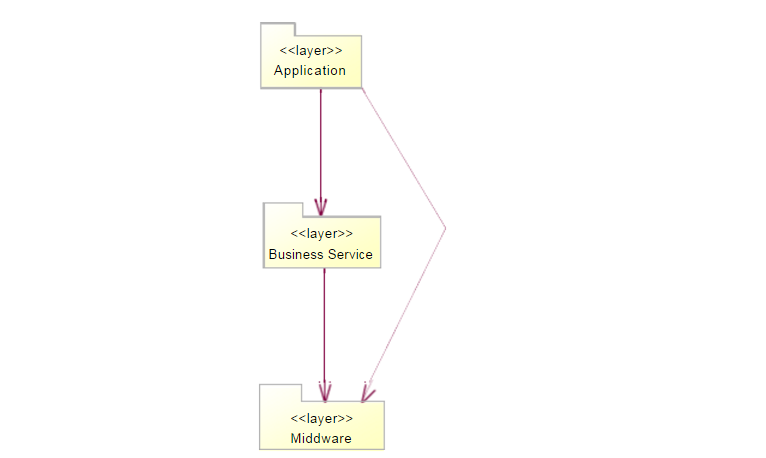 <<layer>>
Application
<<layer>>
Business Service
<<layer>>
Middware